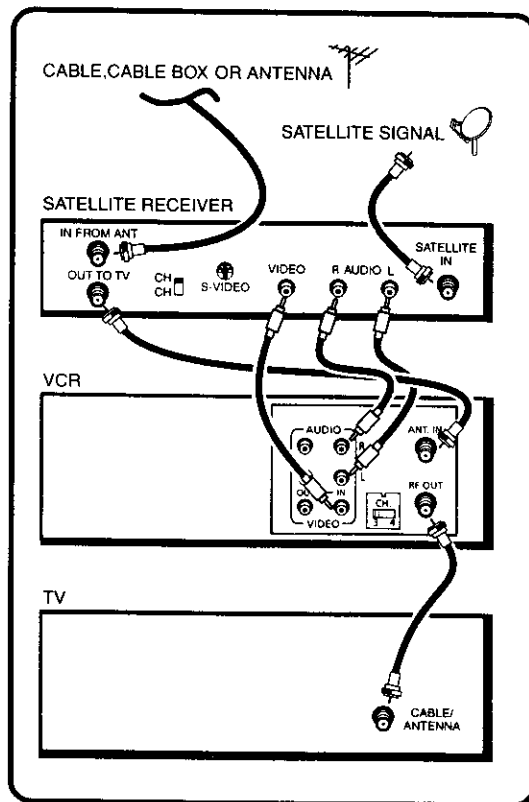 CABLE,CABLE BOX OR ANTENNA
SATELLITE SIGNAL
SATELLITE RECEIVER
IN FROM ANT
OUT TO TV
CH
CH
S-VIDEO
VIDEO
R AUDIO L
SATELLITE
IN
VCR
AUDIO
R
L
IN
VIDEO
CH.
3 4
ANT. IN
RF OUT
TV
CABLE/
ANTENNA